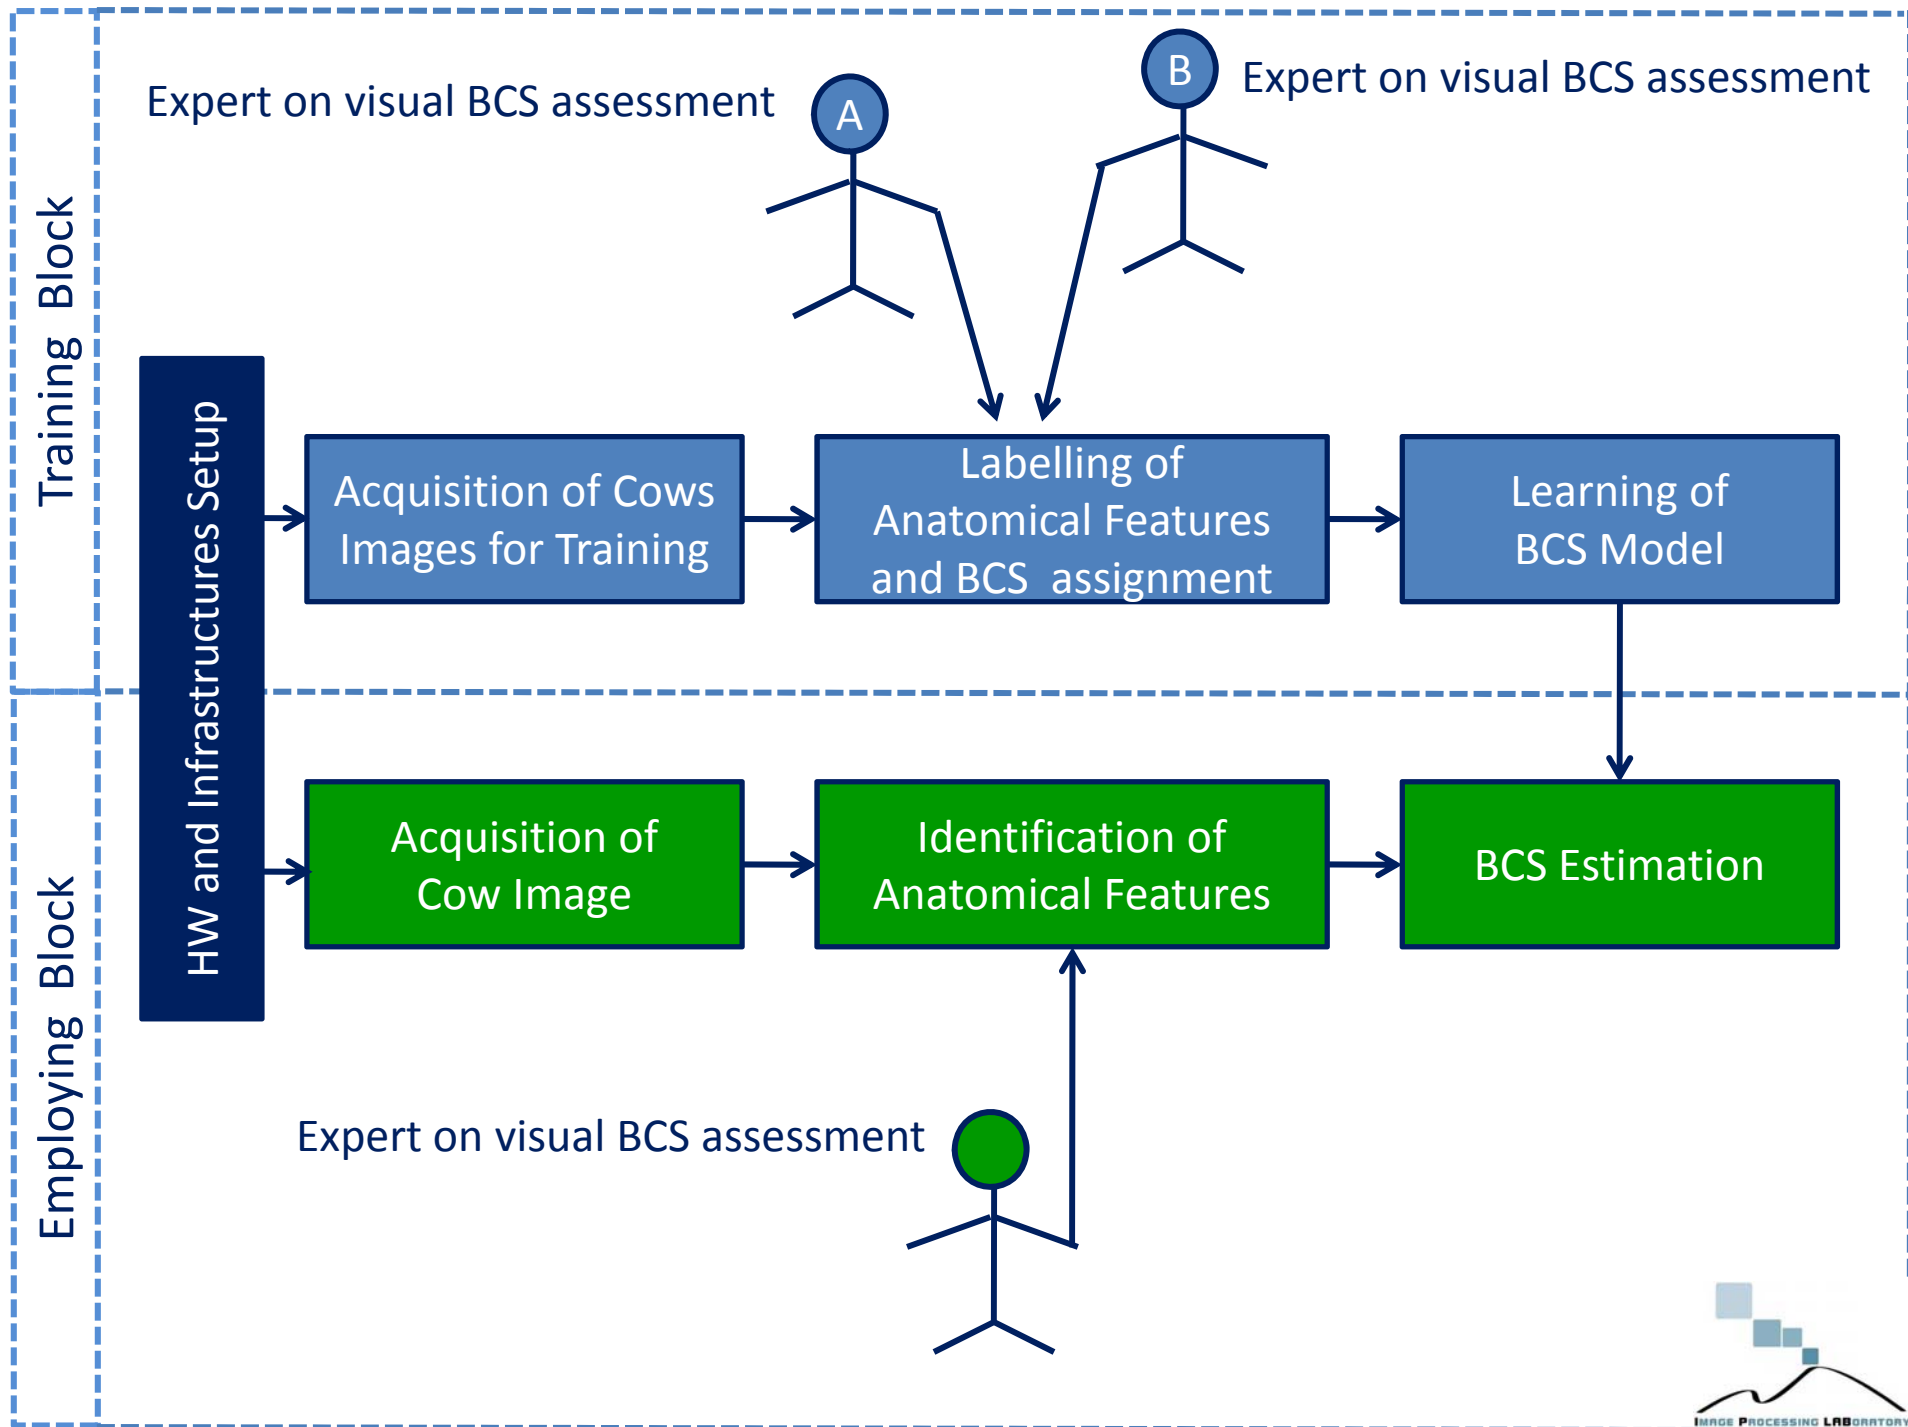 Training Block
Expert on visual BCS assessment
A
B
Expert on visual BCS assessment
HW and Infrastructures Setup
Acquisition of Cows
Images for Training
Labelling of
Anatomical Features
and BCS assignment
Learning of
BCS Model
Employing Block
Acquisition of
Cow Image
Identification of
Anatomical Features
BCS Estimation
Expert on visual BCS assessment
IMAGE PROCESSING LABORATORY